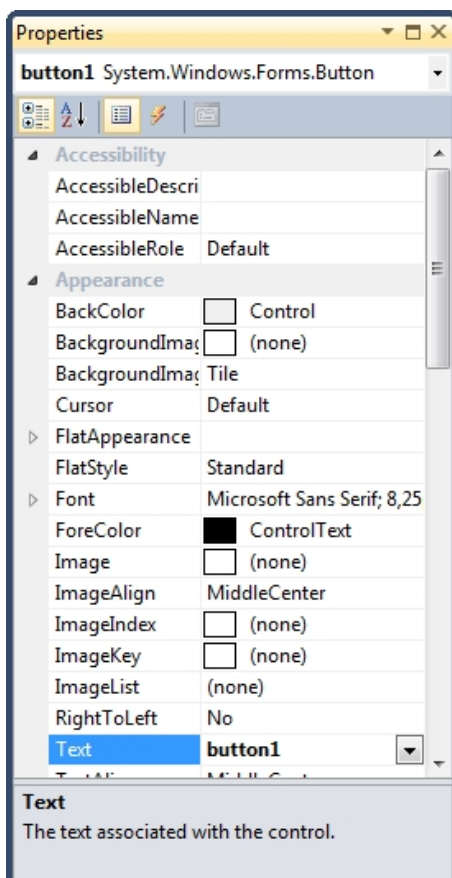 Properties
button1 System.Windows.Forms.Button
Accessibility
AccessibleDescri
AccessibleName
AccessibleRole Default
Appearance
BackColor Control
BackgroundImag (none)
BackgroundImag Tile
Cursor Default
FlatAppearance
FlatStyle Standard
Font Microsoft Sans Serif; 8,25
ForeColor ControlText
Image (none)
ImageAlign MiddleCenter
ImageIndex (none)
ImageKey (none)
ImageList (none)
RightToLeft No
Text button1
Text
The text associated with the control.